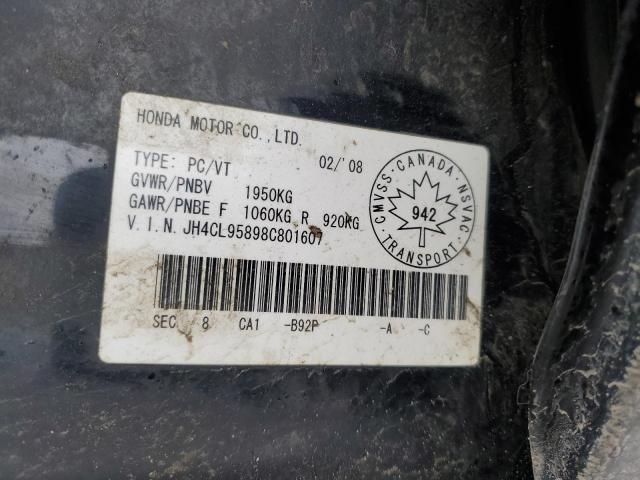 HONDA MOTOR CO., LTD.
TYPE: PC/VT 02/'08
GVWR/PNBV 1950KG
GAWR/PNBE F 1060KG R 920KG
V.I.N. JH4CL95898C801607
CMVSS · CANADA · NSVAC
942
TRANSPORT
SEC 8 CA1 -B92P -A -C